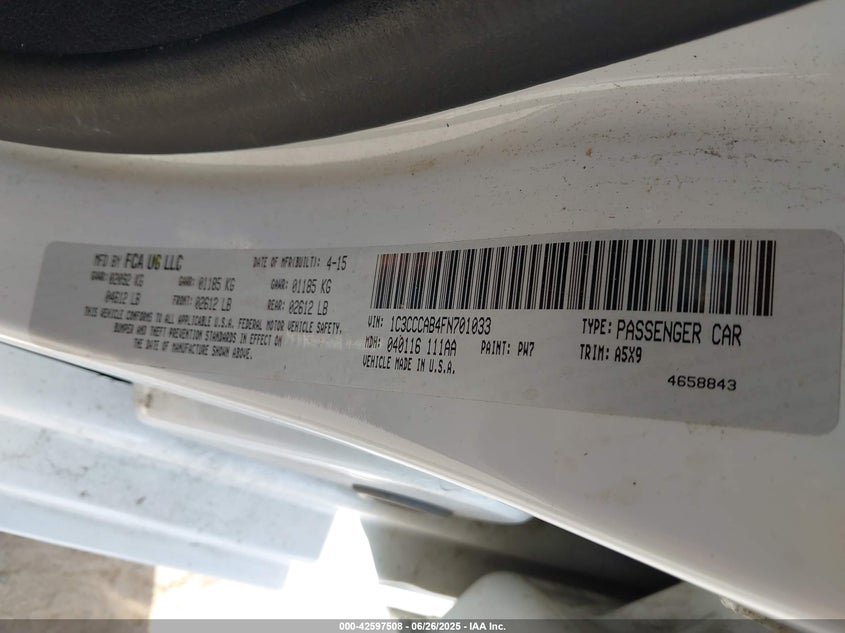 MFD BY FCA US LLC DATE OF MFR(BUILT): 4-15
GAWR: 01185 KG GAWR: 01185 KG
04612 LB FRONT: 02612 LB REAR: 02612 LB
THIS VEHICLE CONFORMS TO ALL APPLICABLE U.S.A. FEDERAL MOTOR VEHICLE SAFETY,
BUMPER AND THEFT PREVENTION STANDARDS IN EFFECT ON
THE DATE OF MANUFACTURE SHOWN ABOVE.
VIN: 1C3CCCAB4FN701033 TYPE: PASSENGER CAR
MDH: 040116 111AA PAINT: PW7 TRIM: A5X9
VEHICLE MADE IN U.S.A.
4658843
000-42597508 - 06/26/2025 - IAA Inc.